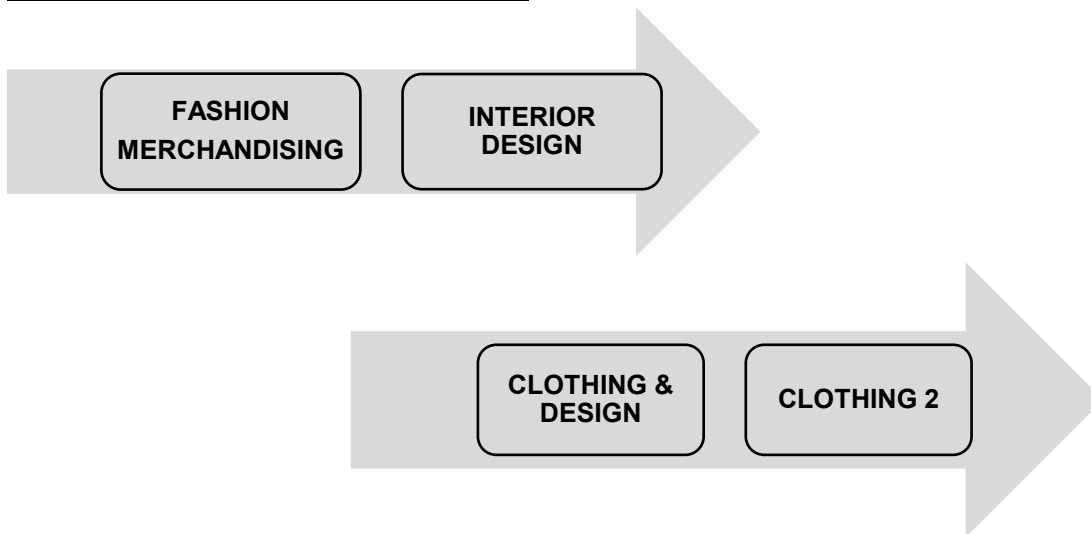 FASHION
MERCHANDISING
INTERIOR
DESIGN
CLOTHING &
DESIGN
CLOTHING 2